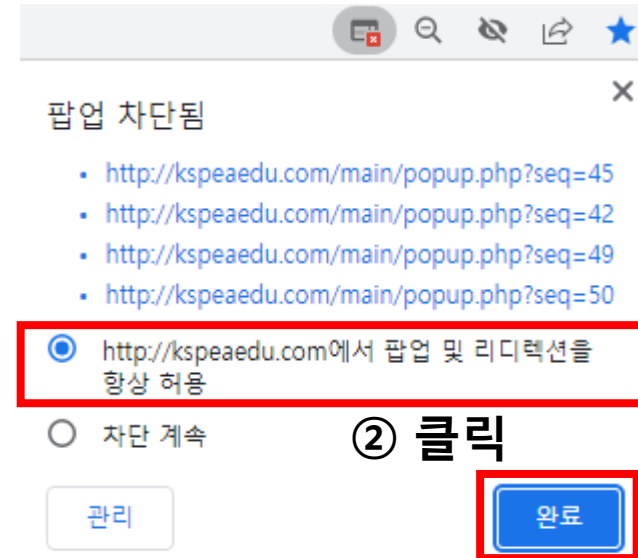 팝업 차단됨
• http://kspeaedu.com/main/popup.php?seq=45
• http://kspeaedu.com/main/popup.php?seq=42
• http://kspeaedu.com/main/popup.php?seq=49
• http://kspeaedu.com/main/popup.php?seq=50
http://kspeaedu.com에서 팝업 및 리디렉션을
항상 허용
차단 계속
② 클릭
관리
완료